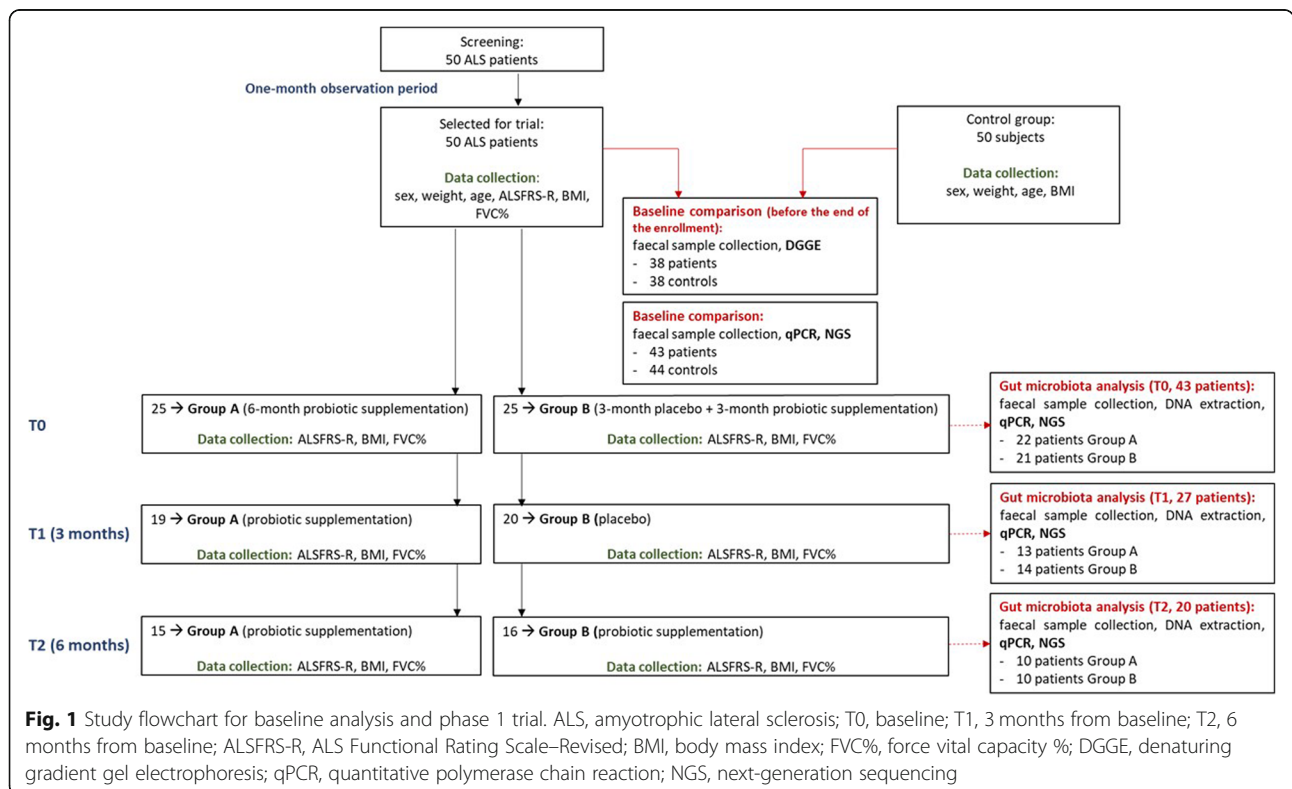 Screening:
50 ALS patients
One-month observation period
Selected for trial:
50 ALS patients
Data collection:
sex, weight, age, ALSFRS-R, BMI,
FVC%
Control group:
50 subjects
Data collection:
sex, weight, age, BMI
Baseline comparison (before the end of
the enrollment):
faecal sample collection, DGGE
- 38 patients
- 38 controls
Baseline comparison:
faecal sample collection, qPCR, NGS
- 43 patients
- 44 controls
T0
25 → Group A (6-month probiotic supplementation)
Data collection: ALSFRS-R, BMI, FVC%
25 → Group B (3-month placebo + 3-month probiotic supplementation)
Data collection: ALSFRS-R, BMI, FVC%
Gut microbiota analysis (T0, 43 patients):
faecal sample collection, DNA extraction,
qPCR, NGS
- 22 patients Group A
- 21 patients Group B
T1 (3 months)
19 → Group A (probiotic supplementation)
Data collection: ALSFRS-R, BMI, FVC%
20 → Group B (placebo)
Data collection: ALSFRS-R, BMI, FVC%
Gut microbiota analysis (T1, 27 patients):
faecal sample collection, DNA extraction,
qPCR, NGS
- 13 patients Group A
- 14 patients Group B
T2 (6 months)
15 → Group A (probiotic supplementation)
Data collection: ALSFRS-R, BMI, FVC%
16 → Group B (probiotic supplementation)
Data collection: ALSFRS-R, BMI, FVC%
Gut microbiota analysis (T2, 20 patients):
faecal sample collection, DNA extraction,
qPCR, NGS
- 10 patients Group A
- 10 patients Group B
Fig. 1 Study flowchart for baseline analysis and phase 1 trial. ALS, amyotrophic lateral sclerosis; T0, baseline; T1, 3 months from baseline; T2, 6
months from baseline; ALSFRS-R, ALS Functional Rating Scale–Revised; BMI, body mass index; FVC%, force vital capacity %; DGGE, denaturing
gradient gel electrophoresis; qPCR, quantitative polymerase chain reaction; NGS, next-generation sequencing